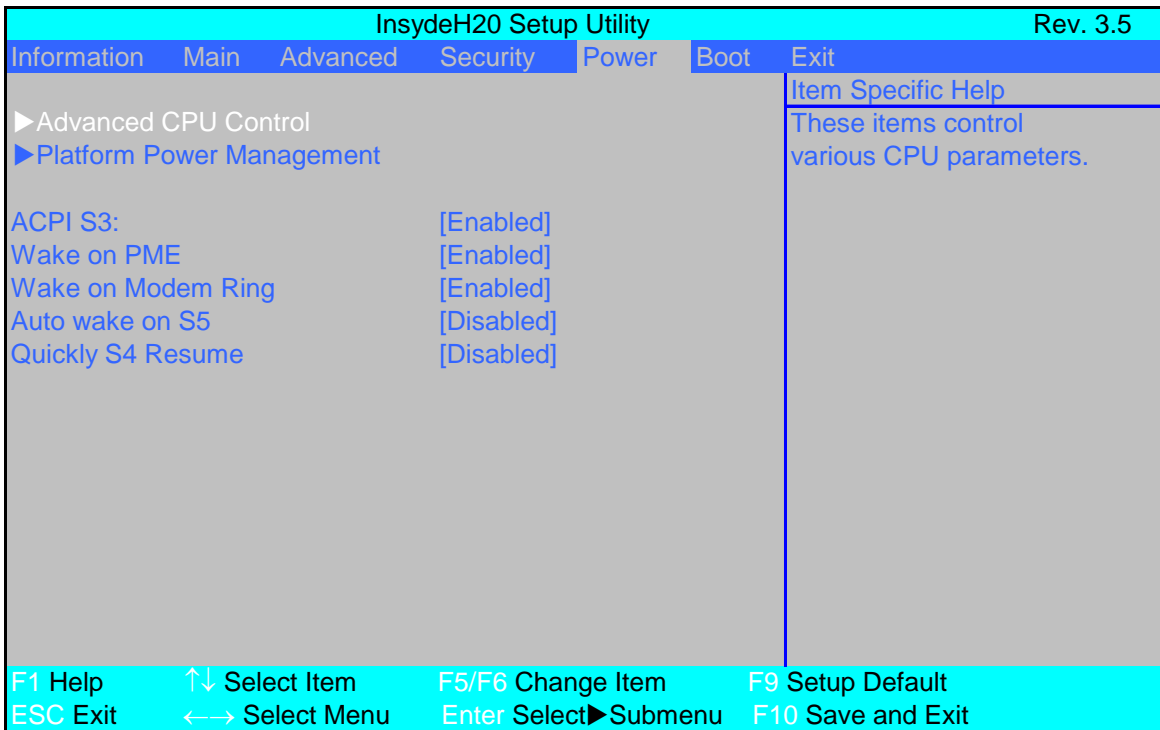 InsydeH20 Setup Utility Rev. 3.5
Information Main Advanced Security Power Boot Exit
Item Specific Help
▶Advanced CPU Control
These items control
▶Platform Power Management
various CPU parameters.
ACPI S3: [Enabled]
Wake on PME [Enabled]
Wake on Modem Ring [Enabled]
Auto wake on S5 [Disabled]
Quickly S4 Resume [Disabled]
F1 Help ↑↓ Select Item F5/F6 Change Item F9 Setup Default
ESC Exit ←→ Select Menu Enter Select▶Submenu F10 Save and Exit